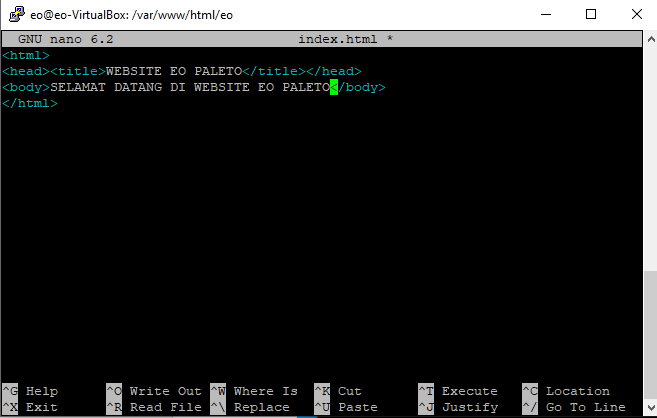 eo@eo-VirtualBox: /var/www/html/eo
GNU nano 6.2 index.html *
<html>
<head><title>WEBSITE EO PALETO</title></head>
<body>SELAMAT DATANG DI WEBSITE EO PALETO</body>
</html>
^G Help ^O Write Out ^W Where Is ^K Cut ^T Execute ^C Location
^X Exit ^R Read File ^\ Replace ^U Paste ^J Justify ^/ Go To Line